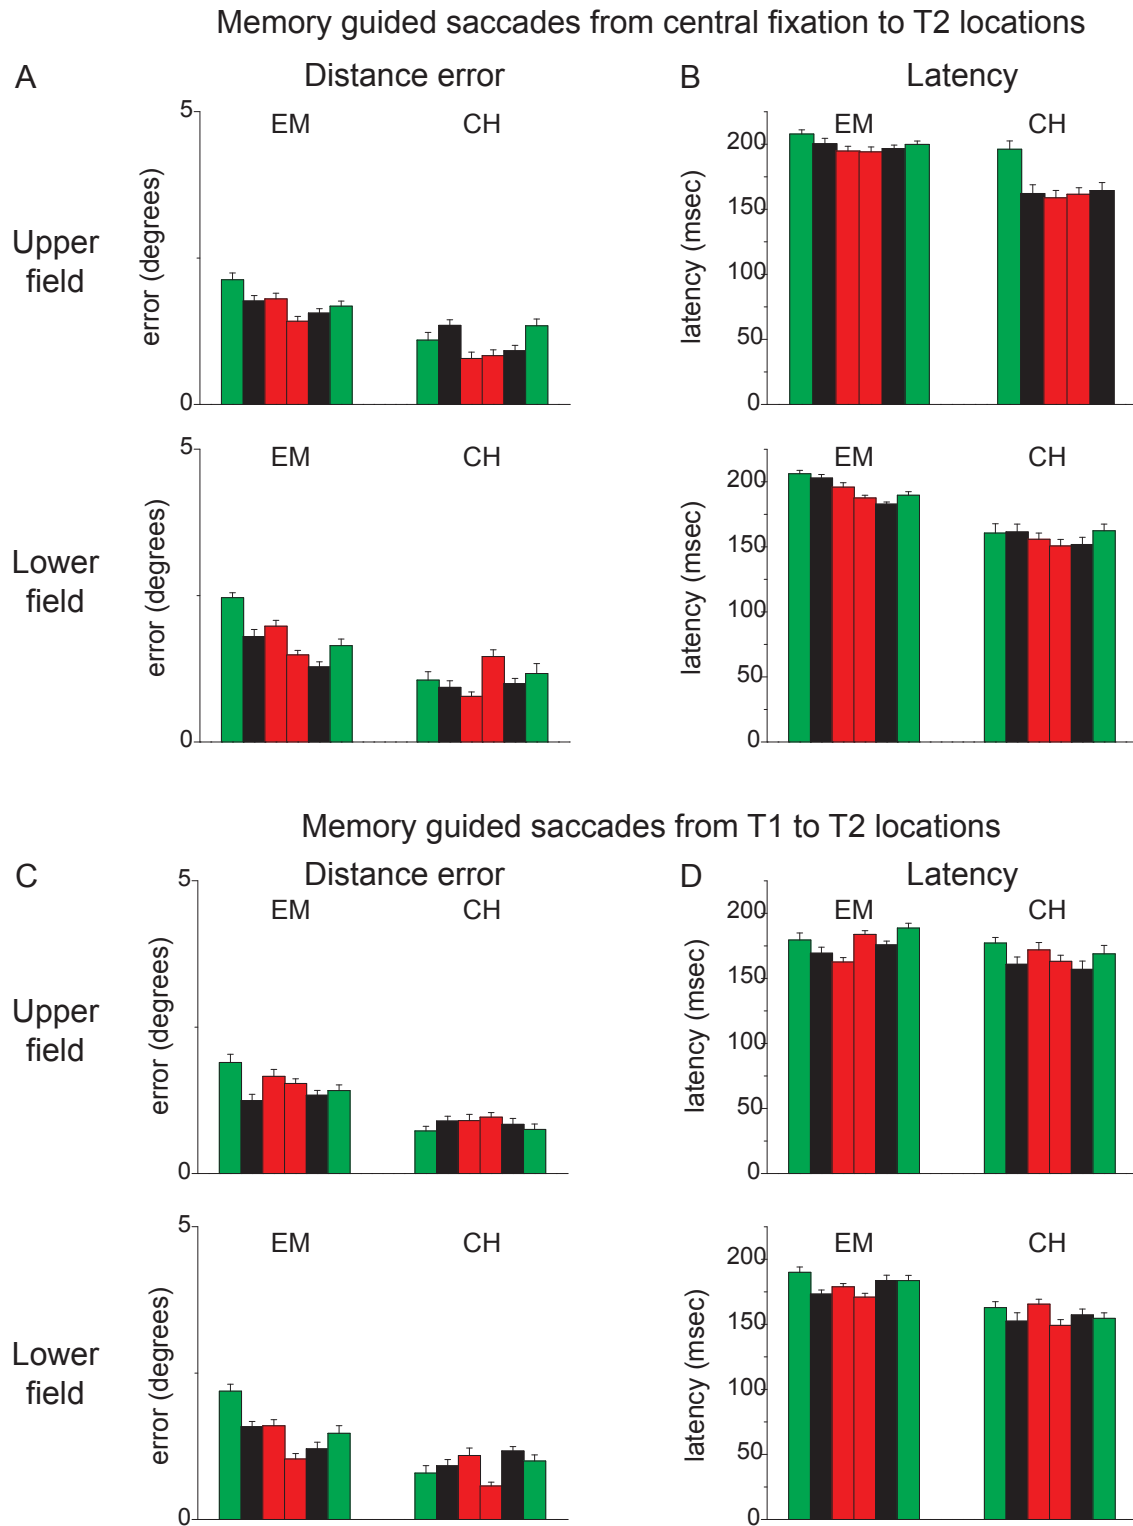 Memory guided saccades from central fixation to T2 locations
A
Distance error
B
Latency
Upper
field
error (degrees)
5
0
EM
CH
latency (msec)
200
150
100
50
0
EM
CH
Lower
field
error (degrees)
5
0
EM
CH
latency (msec)
200
150
100
50
0
EM
CH
Memory guided saccades from T1 to T2 locations
C
Distance error
D
Latency
Upper
field
error (degrees)
5
0
EM
CH
latency (msec)
200
150
100
50
0
EM
CH
Lower
field
error (degrees)
5
0
EM
CH
latency (msec)
200
150
100
50
0
EM
CH